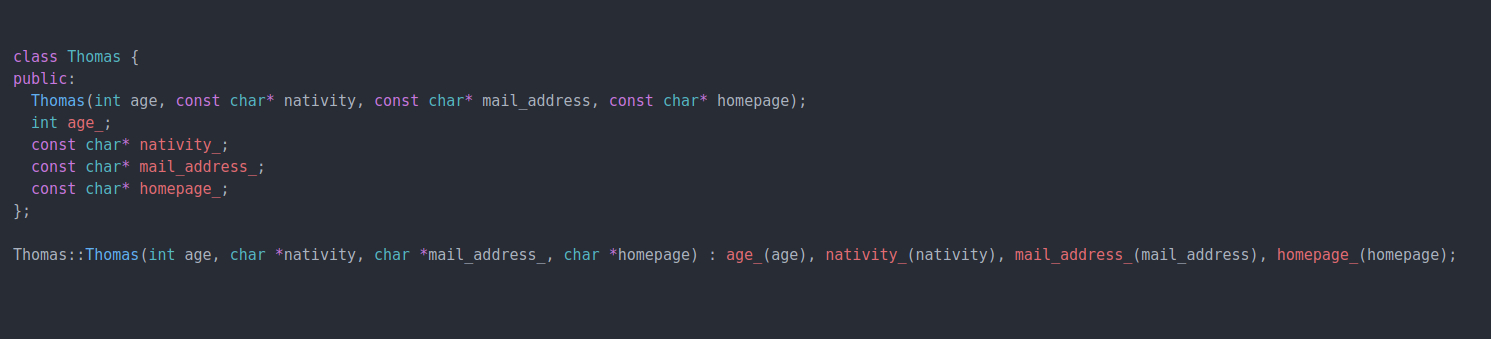 class Thomas {
public:
  Thomas(int age, const char* nativity, const char* mail_address, const char* homepage);
  int age_;
  const char* nativity_;
  const char* mail_address_;
  const char* homepage_;
};
Thomas::Thomas(int age, char *nativity, char *mail_address_, char *homepage) : age_(age), nativity_(nativity), mail_address_(mail_address), homepage_(homepage);